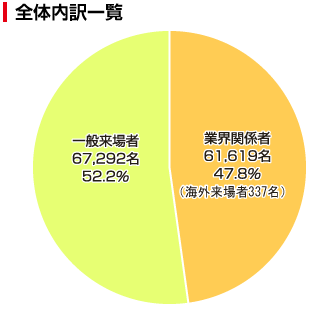 全体内訳一覧
一般来場者
67,292名
52.2%
業界関係者
61,619名
47.8%
（海外来場者337名）